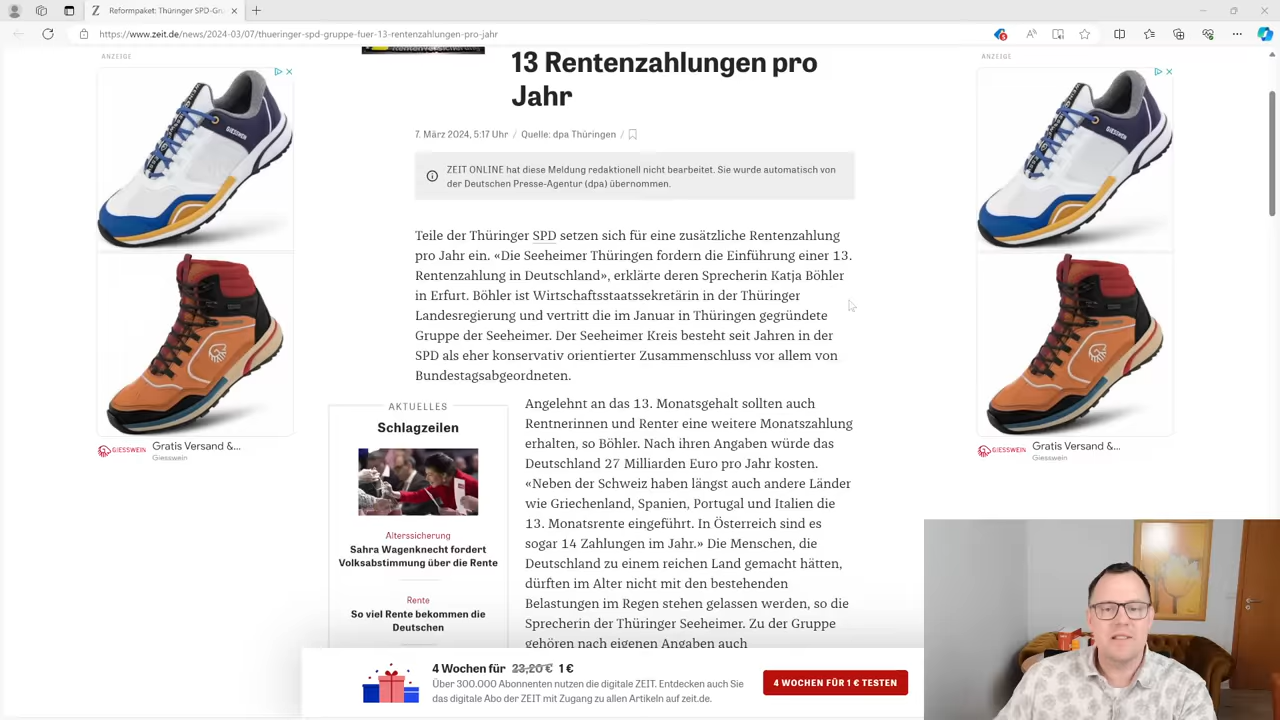 Reformpaket: Thüringer SPD-Gr
https://www.zeit.de/news/2024-03/07/thueringer-spd-gruppe-fuer-13-rentenzahlungen-pro-jahr
ANZEIGE
ANZEIGE
13 Rentenzahlungen pro
Jahr
7. März 2024, 5:17 Uhr / Quelle: dpa Thüringen /
ZEIT ONLINE hat diese Meldung redaktionell nicht bearbeitet. Sie wurde automatisch von
der Deutschen Presse-Agentur (dpa) übernommen.
Teile der Thüringer SPD setzen sich für eine zusätzliche Rentenzahlung
pro Jahr ein. «Die Seeheimer Thüringen fordern die Einführung einer 13.
Rentenzahlung in Deutschland», erklärte deren Sprecherin Katja Böhler
in Erfurt. Böhler ist Wirtschaftsstaatssekretärin in der Thüringer
Landesregierung und vertritt die im Januar in Thüringen gegründete
Gruppe der Seeheimer. Der Seeheimer Kreis besteht seit Jahren in der
SPD als eher konservativ orientierter Zusammenschluss vor allem von
Bundestagsabgeordneten.
AKTUELLES
Schlagzeilen
Alterssicherung
Sahra Wagenknecht fordert
Volksabstimmung über die Rente
Rente
So viel Rente bekommen die
Deutschen
Angelehnt an das 13. Monatsgehalt sollten auch
Rentnerinnen und Renter eine weitere Monatszahlung
erhalten, so Böhler. Nach ihren Angaben würde das
Deutschland 27 Milliarden Euro pro Jahr kosten.
«Neben der Schweiz haben längst auch andere Länder
wie Griechenland, Spanien, Portugal und Italien die
13. Monatsrente eingeführt. In Österreich sind es
sogar 14 Zahlungen im Jahr.» Die Menschen, die
Deutschland zu einem reichen Land gemacht hätten,
dürften im Alter nicht mit den bestehenden
Belastungen im Regen stehen gelassen werden, so die
Sprecherin der Thüringer Seeheimer. Zu der Gruppe
gehören nach eigenen Angaben auch
GIESSWEIN
Gratis Versand &...
Giesswein
GIESSWEIN
Gratis Versand &...
Giesswein
4 Wochen für 23,20 € 1 €
Über 300.000 Abonnenten nutzen die digitale ZEIT. Entdecken auch Sie
das digitale Abo der ZEIT mit Zugang zu allen Artikeln auf zeit.de.
4 WOCHEN FÜR 1 € TESTEN